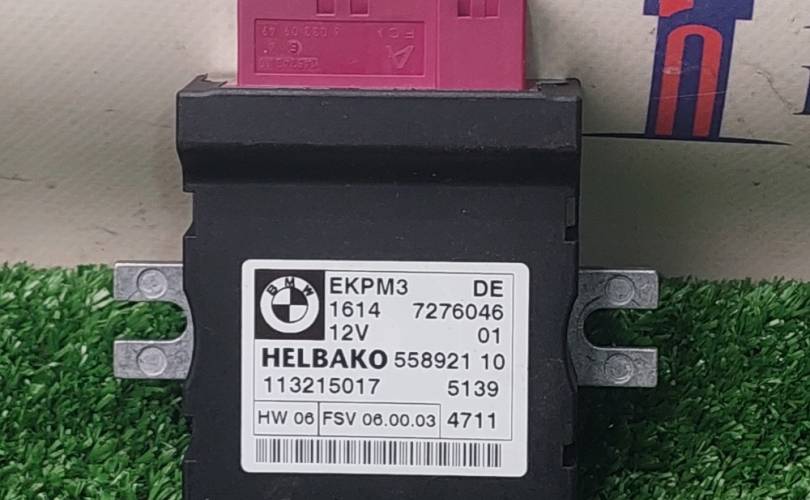 BMW
EKPM3 DE
1614 7276046
12V 01
HELBAKO 558921 10
113215017 5139
HW 06 FSV 06.00.03 4711